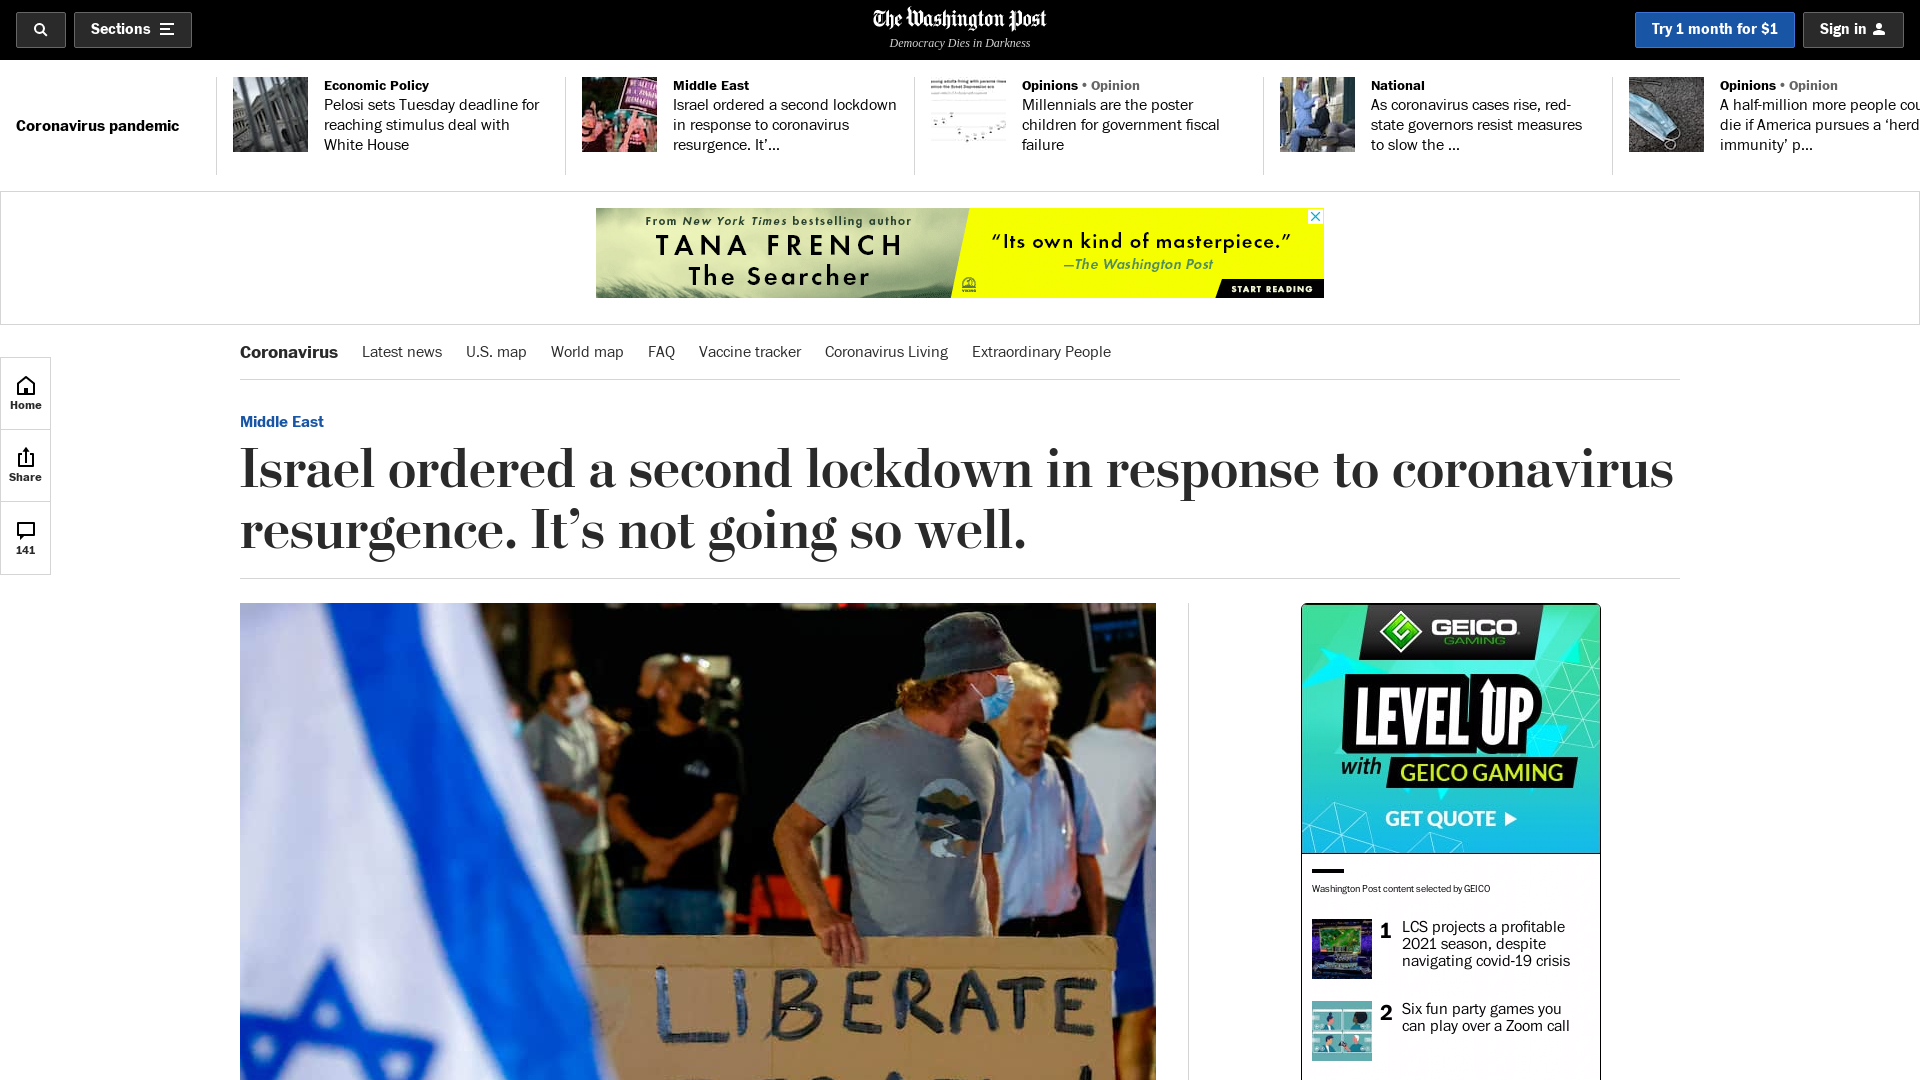 Sections
The Washington Post
Democracy Dies in Darkness
Try 1 month for $1
Sign in
Coronavirus pandemic
Economic Policy
Pelosi sets Tuesday deadline for
reaching stimulus deal with
White House
Middle East
Israel ordered a second lockdown
in response to coronavirus
resurgence. It’s...
Opinions • Opinion
Millennials are the poster
children for government fiscal
failure
National
As coronavirus cases rise, red-
state governors resist measures
to slow the ...
Opinions • Opinion
A half-million more people cou
die if America pursues a ‘herd
immunity’ p...
From New York Times bestselling author
TANA FRENCH
The Searcher
“Its own kind of masterpiece.”
—The Washington Post
START READING
Coronavirus
Latest news
U.S. map
World map
FAQ
Vaccine tracker
Coronavirus Living
Extraordinary People
Home
Share
141
Middle East
Israel ordered a second lockdown in response to coronavirus
resurgence. It’s not going so well.
LIBERATE
GEICO
GAMING
LEVEL UP
with GEICO GAMING
GET QUOTE
Washington Post content selected by GEICO
1
LCS projects a profitable
2021 season, despite
navigating covid-19 crisis
2
Six fun party games you
can play over a Zoom call